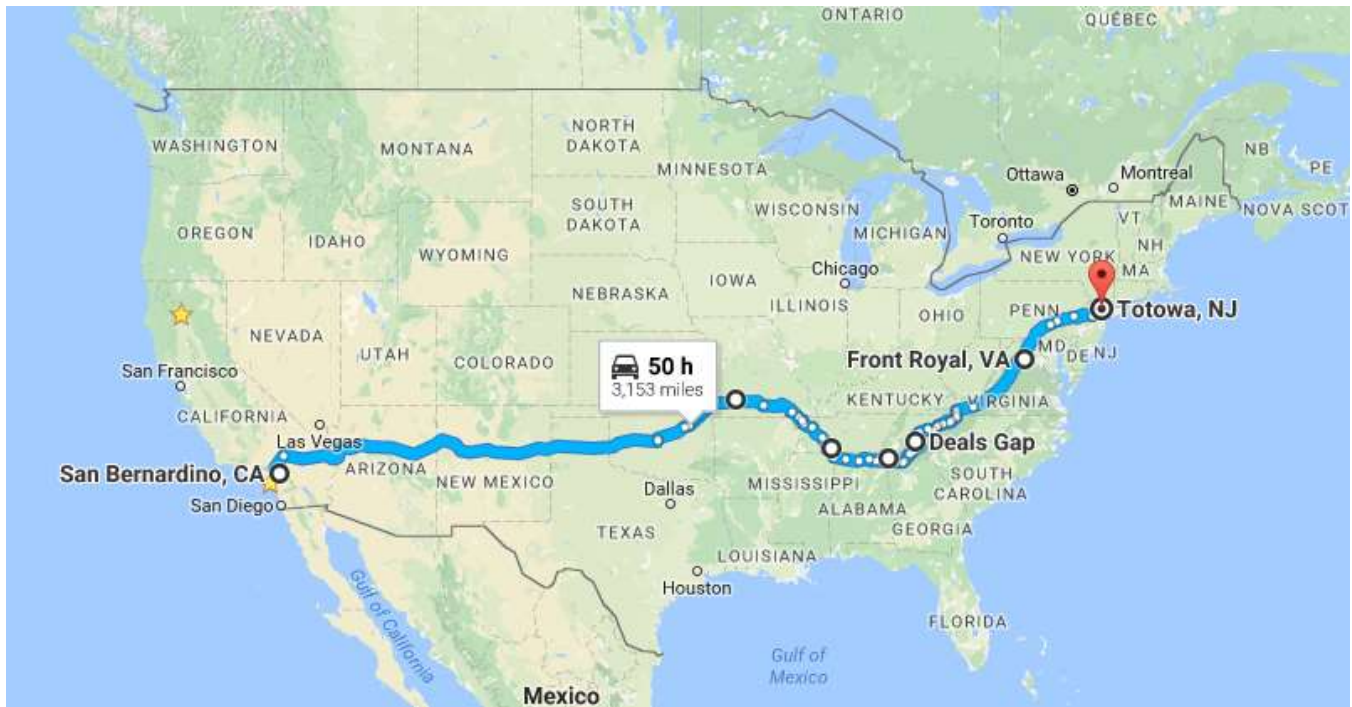 ONTARIO
QUÉBEC
WASHINGTON
MONTANA
NORTH
DAKOTA
MINNESOTA
Ottawa
Montreal
NB
PE
MAINE
NOVA SCOT
OREGON
IDAHO
SOUTH
DAKOTA
WISCONSIN
MICHIGAN
Toronto
VT
NH
WYOMING
NEW YORK
MA
IOWA
Chicago
NEBRASKA
ILLINOIS
OHIO
PENN
Totowa, NJ
NEVADA
UTAH
COLORADO
50 h
3,153 miles
Front Royal, VA
MD
DE
NJ
San Francisco
CALIFORNIA
KENTUCKY
VIRGINIA
Las Vegas
San Bernardino, CA
ARIZONA
NEW MEXICO
Deals Gap
San Diego
Dallas
MISSISSIPPI
SOUTH
CAROLINA
ALABAMA
GEORGIA
TEXAS
LOUISIANA
Houston
Gulf of California
FLORIDA
Gulf of
Mexico
Mexico